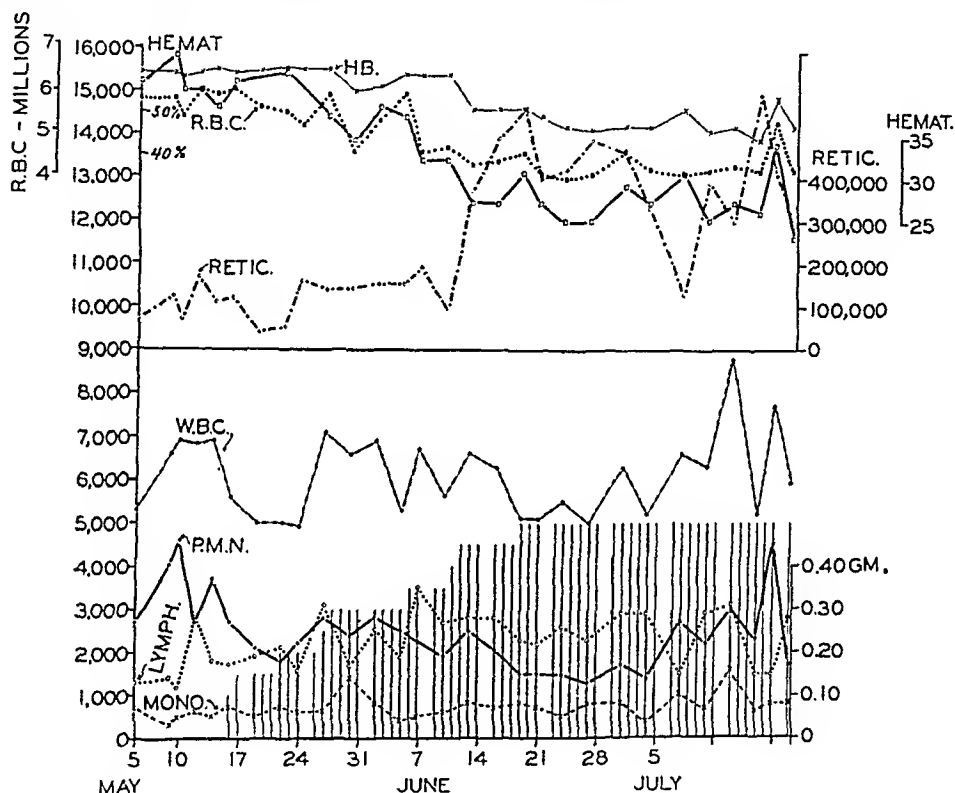 R.B.C - MILLIONS
7
6
5
4
16,000
15,000
14,000
13,000
12,000
11,000
10,000
9,000
8,000
7,000
6,000
5,000
4,000
3,000
2,000
1,000
0
50%
40%
HEMAT
HB.
R.B.C.
RETIC.
W.B.C.
P.M.N.
LYMPH.
MONO.
RETIC.
400,000
300,000
200,000
100,000
0
HEMAT.
35
30
25
0.40 GM.
0.30
0.20
0.10
0
5 10 17 24 31 7 14 21 28 5
MAY JUNE JULY